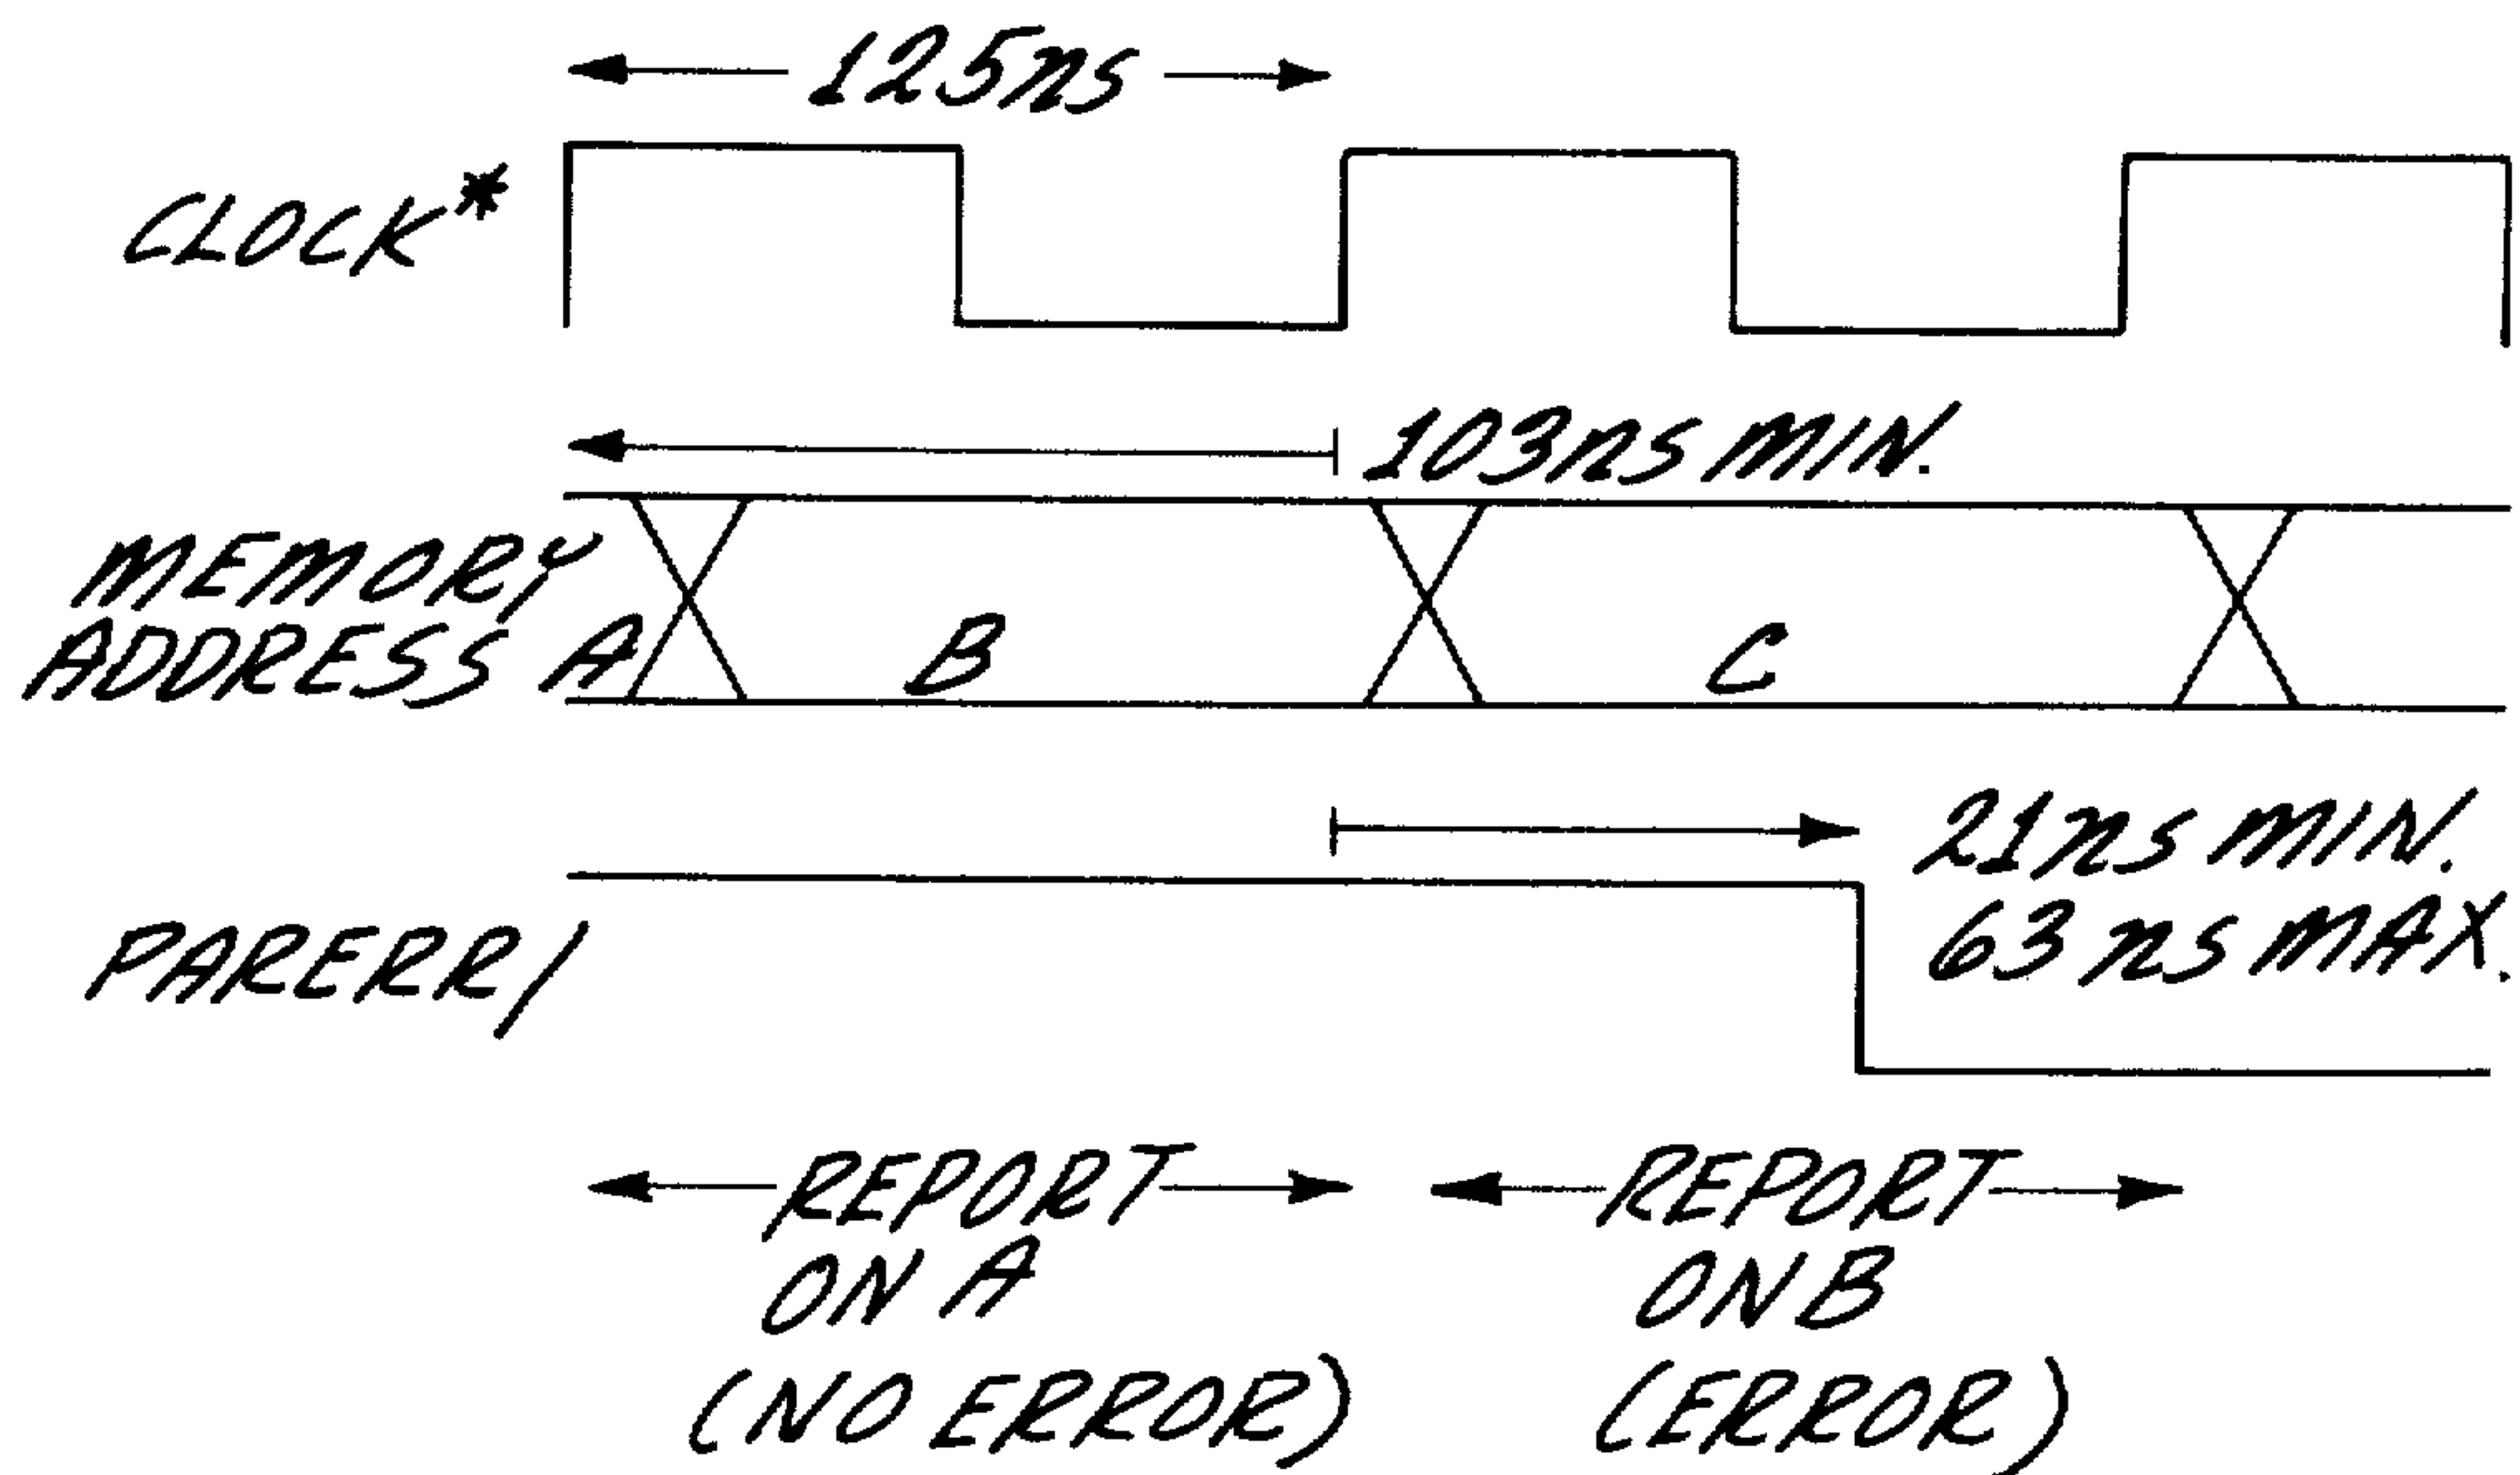 125ns
CLOCK*
103ns MIN.
MEMORY
ADDRESS A B C
21ns MIN.
63ns MAX.
PARERR/
REPORT
ON A
(NO ERROR)
REPORT
ON B
(ERROR)